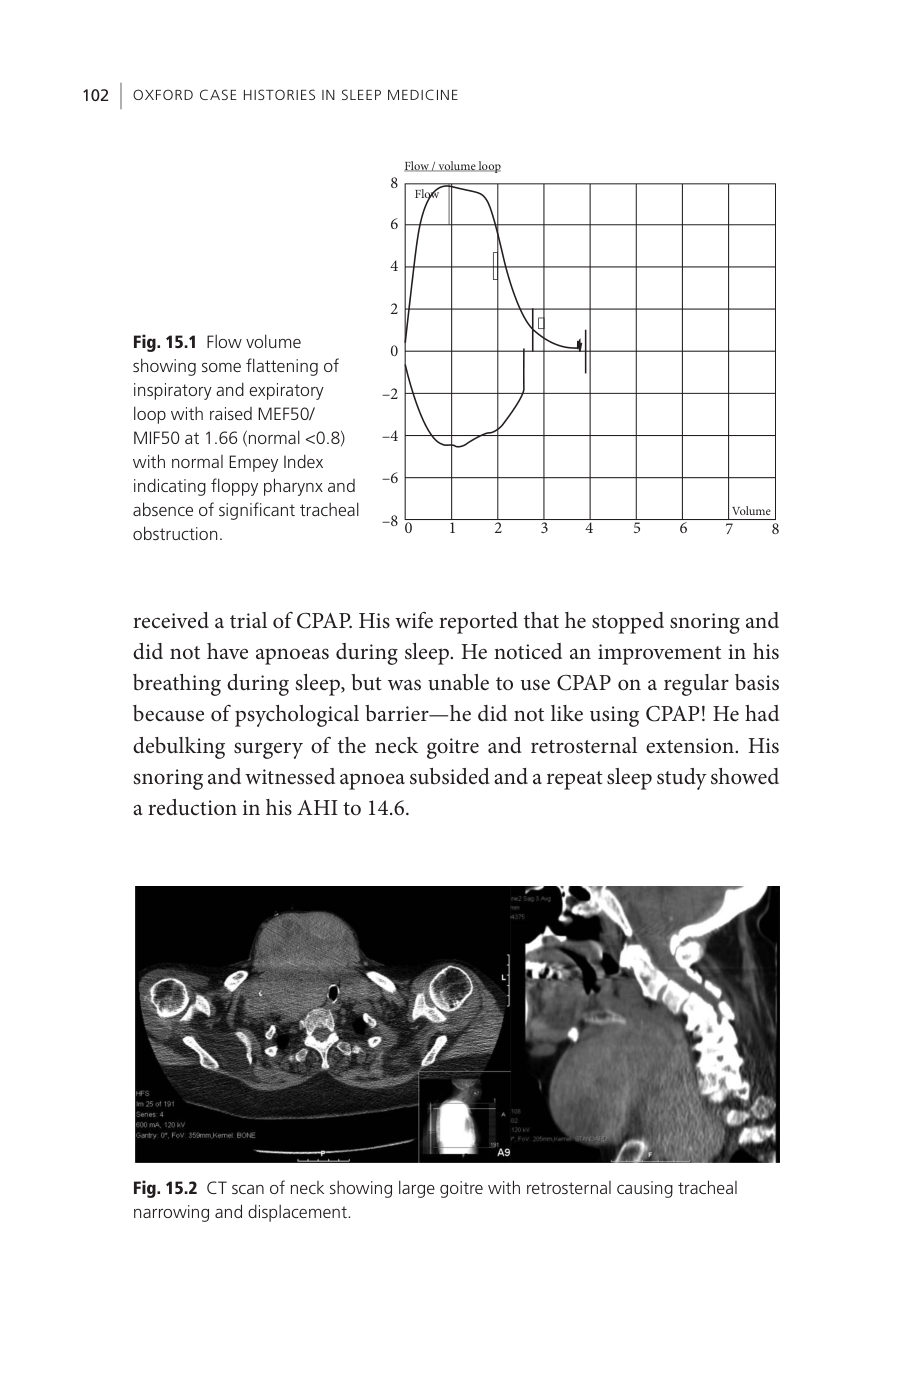 102 OXFORD CASE HISTORIES IN SLEEP MEDICINE
Flow / volume loop
Flow
8
6
4
2
0
–2
–4
–6
–8
0 1 2 3 4 5 6 7 8
Volume
Fig. 15.1 Flow volume
showing some flattening of
inspiratory and expiratory
loop with raised MEF50/
MIF50 at 1.66 (normal <0.8)
with normal Empey Index
indicating floppy pharynx and
absence of significant tracheal
obstruction.
received a trial of CPAP. His wife reported that he stopped snoring and
did not have apnoeas during sleep. He noticed an improvement in his
breathing during sleep, but was unable to use CPAP on a regular basis
because of psychological barrier—he did not like using CPAP! He had
debulking surgery of the neck goitre and retrosternal extension. His
snoring and witnessed apnoea subsided and a repeat sleep study showed
a reduction in his AHI to 14.6.
L
L
HFS
Im 25 of 191
Series: 4
600 mA, 120 kV
Gantry: 0°, FoV: 359mm,Kernel: BONE
P
A
191
A9
4375
120 kV
FoV: 205mm,Kernel: STANDARD
F
Fig. 15.2 CT scan of neck showing large goitre with retrosternal causing tracheal
narrowing and displacement.